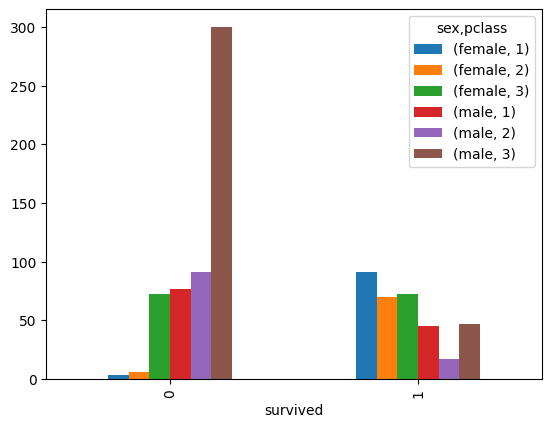 300
250
200
150
100
50
0
sex,pclass
(female, 1)
(female, 2)
(female, 3)
(male, 1)
(male, 2)
(male, 3)
0
1
survived